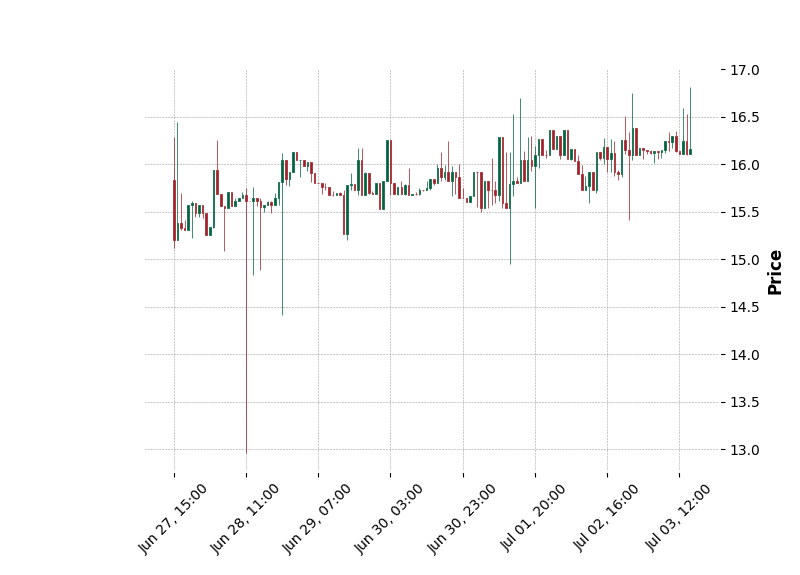 17.0
16.5
16.0
15.5
15.0
14.5
14.0
13.5
13.0
Price
Jun 27, 15:00
Jun 28, 11:00
Jun 29, 07:00
Jun 30, 03:00
Jun 30, 23:00
Jul 01, 20:00
Jul 02, 16:00
Jul 03, 12:00